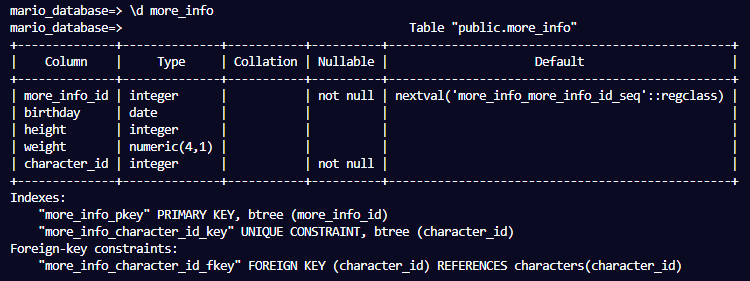 mario_database=> \d more_info
mario_database=>                                         Table "public.more_info"
+--------------+--------------+-----------+----------+-----------------------------------------------------+
|    Column    |     Type     | Collation | Nullable |                       Default                       |
+--------------+--------------+-----------+----------+-----------------------------------------------------+
| more_info_id | integer      |           | not null | nextval('more_info_more_info_id_seq'::regclass) |
| birthday     | date         |           |          |                                                     |
| height       | integer      |           |          |                                                     |
| weight       | numeric(4,1) |           |          |                                                     |
| character_id | integer      |           | not null |                                                     |
+--------------+--------------+-----------+----------+-----------------------------------------------------+
Indexes:
    "more_info_pkey" PRIMARY KEY, btree (more_info_id)
    "more_info_character_id_key" UNIQUE CONSTRAINT, btree (character_id)
Foreign-key constraints:
    "more_info_character_id_fkey" FOREIGN KEY (character_id) REFERENCES characters(character_id)